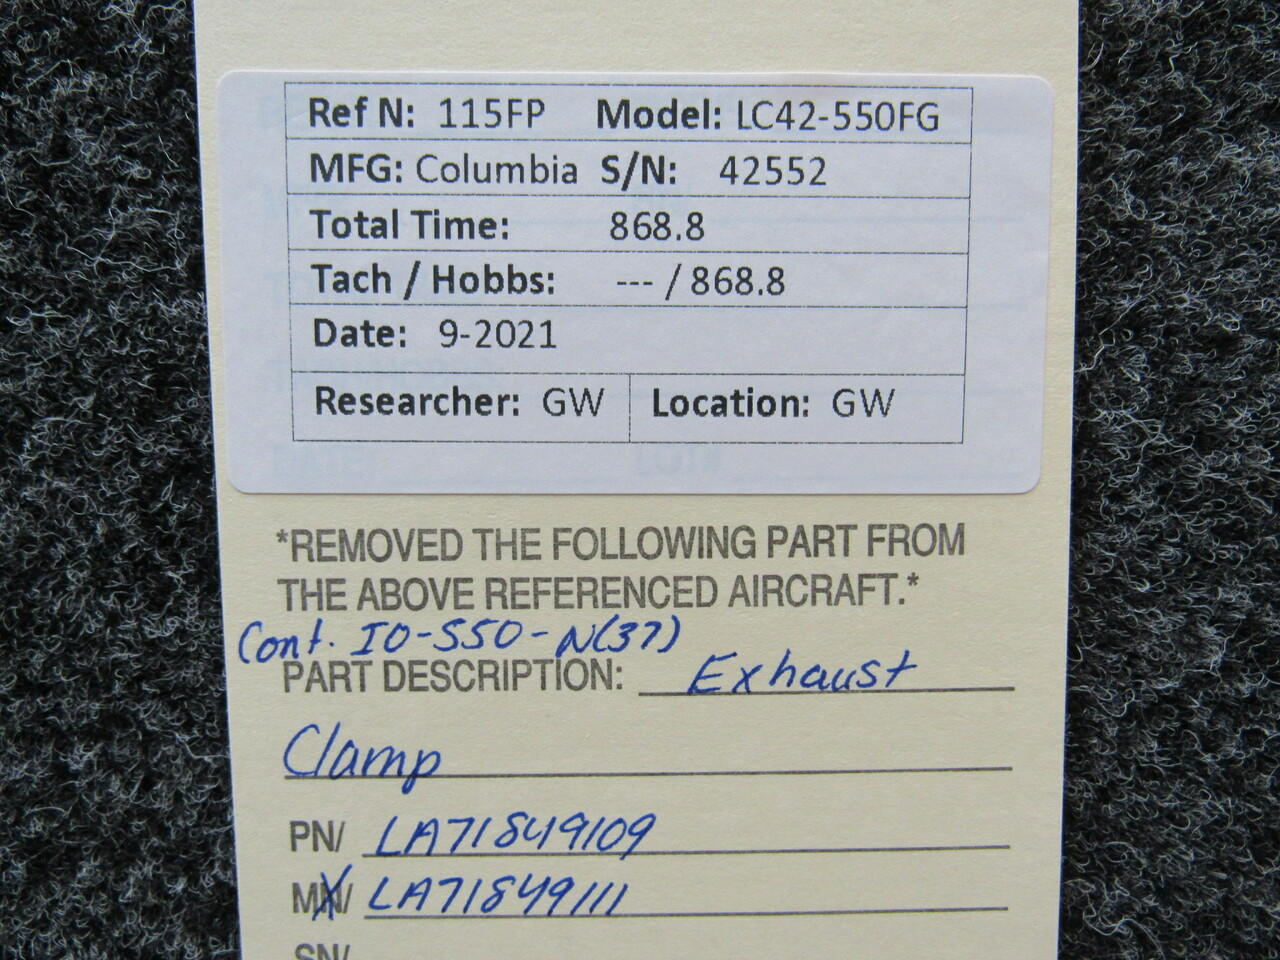 Ref N: 115FP Model: LC42-550FG
MFG: Columbia S/N: 42552
Total Time: 868.8
Tach / Hobbs: --- / 868.8
Date: 9-2021
Researcher: GW Location: GW
*REMOVED THE FOLLOWING PART FROM
THE ABOVE REFERENCED AIRCRAFT.*
Cont. IO-550-N(37)
PART DESCRIPTION: Exhaust
Clamp
PN/ LA71849109
MN/ LA71849111
SN/